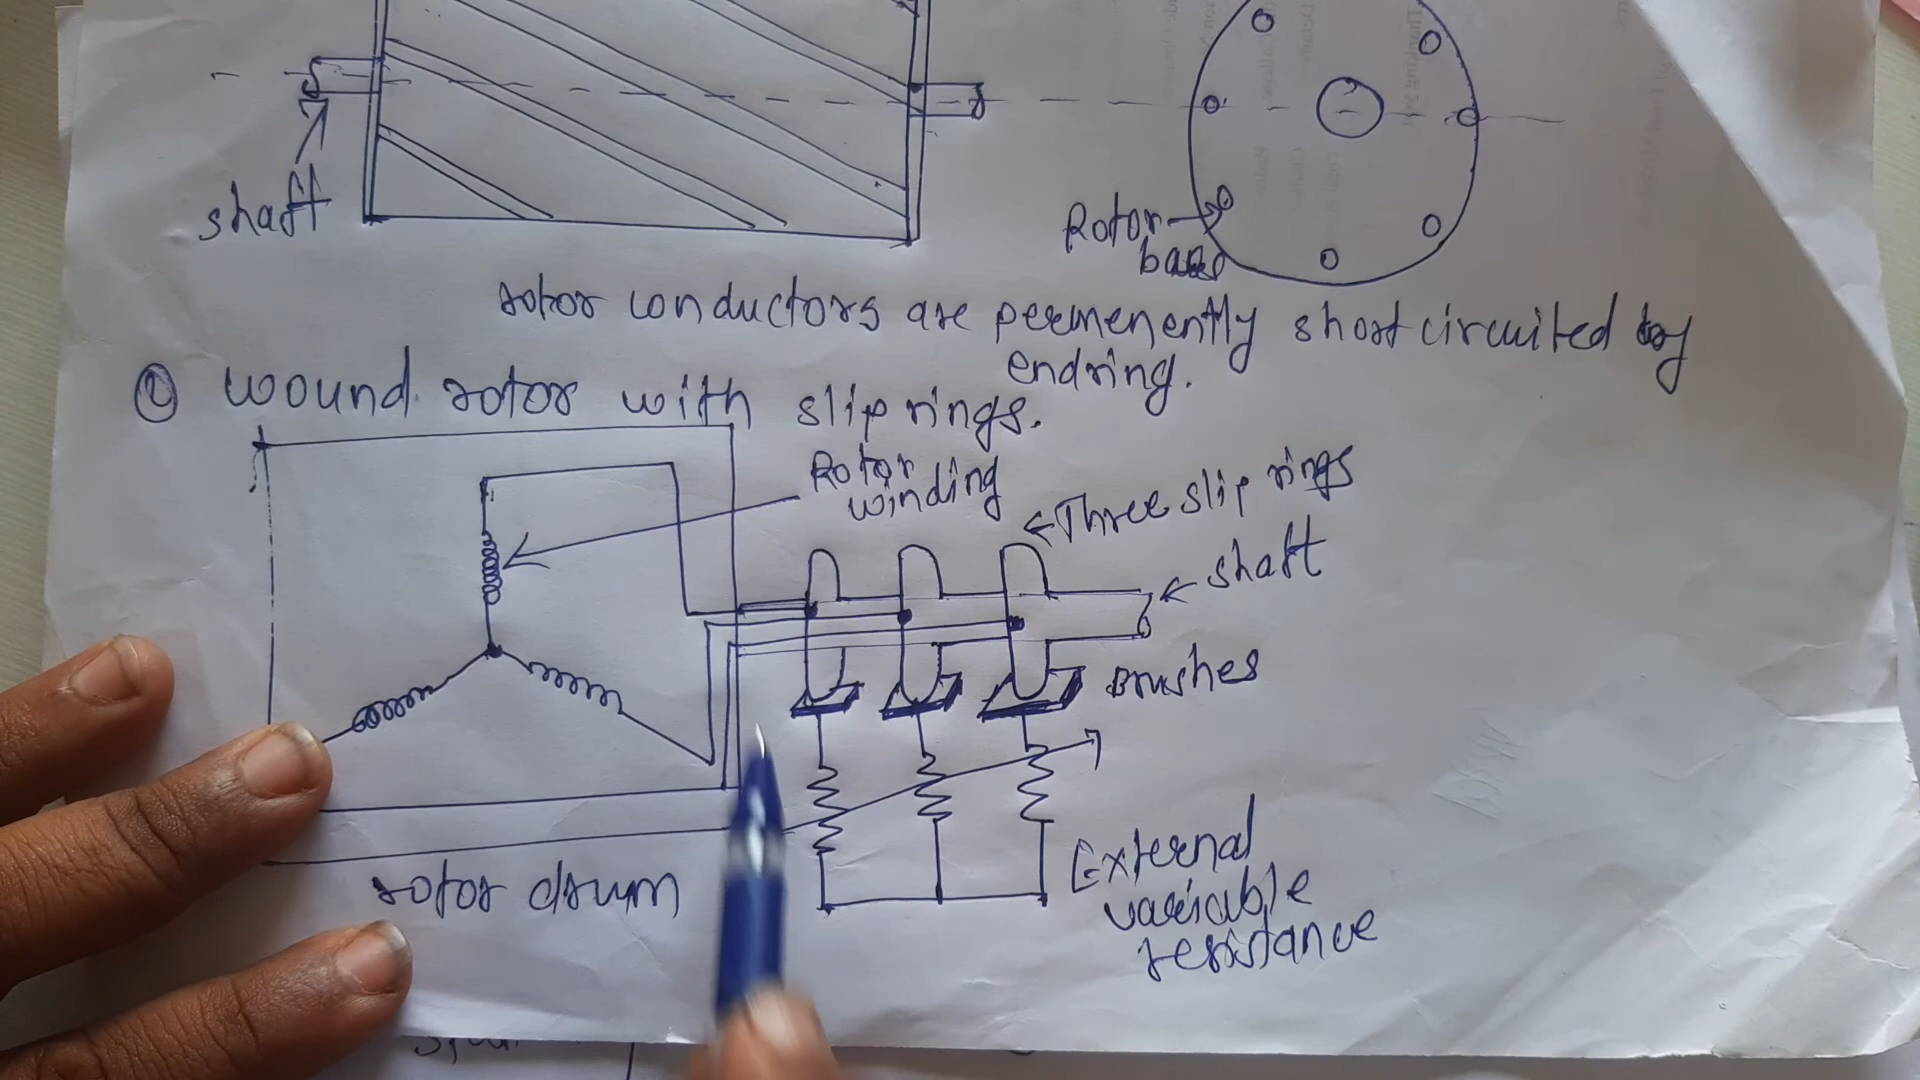 shaft
Rotor
bars
rotor conductors are permenently short circuited by
endring.
② wound rotor with slip rings.
Rotor
winding
Three slip rings
shaft
Brushes
External
variable
resistance
rotor drum